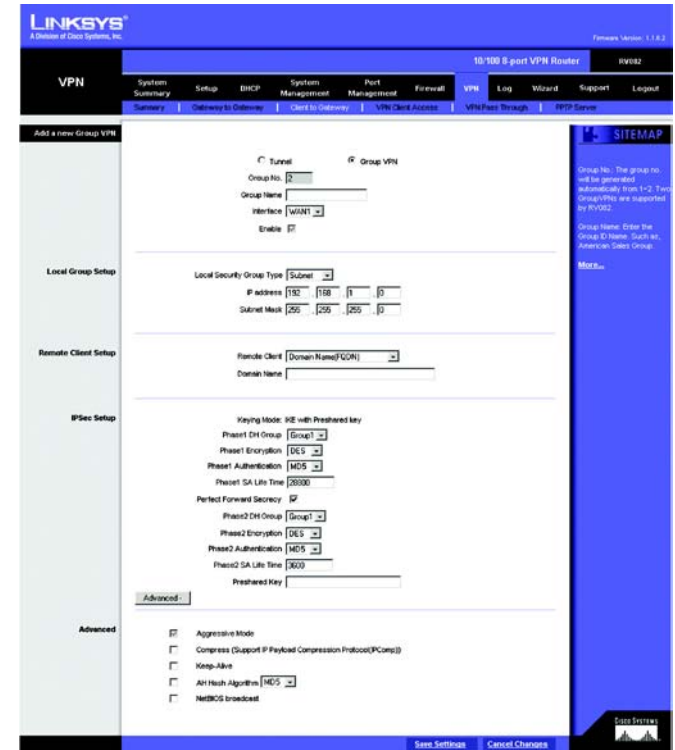 LINKSYS®
A Division of Cisco Systems, Inc.
Firmware Version: 1.1.8.2
10/100 8-port VPN Router RV082
VPN
System Summary Setup DHCP System Management Port Management Firewall VPN Log Wizard Support Logout
Summary | Gateway to Gateway | Client to Gateway | VPN Client Access | VPN Pass Through | PPTP Server
Add a new Group VPN
SITEMAP
Tunnel Group VPN
Group No. 2
Group Name
Interface WAN1
Enable
Group No.: The group no.
will be generated
automatically from 1~2. Two
GroupVPNs are supported
by RV082.
Group Name: Enter the
Group ID Name. Such as,
American Sales Group.
More...
Local Group Setup
Local Security Group Type Subnet
IP address 192 . 168 . 1 . 0
Subnet Mask 255 . 255 . 255 . 0
Remote Client Setup
Remote Client Domain Name(FQDN)
Domain Name
IPSec Setup
Keying Mode: IKE with Preshared key
Phase1 DH Group Group1
Phase1 Encryption DES
Phase1 Authentication MD5
Phase1 SA Life Time 28800
Perfect Forward Secrecy
Phase2 DH Group Group1
Phase2 Encryption DES
Phase2 Authentication MD5
Phase2 SA Life Time 3600
Preshared Key
Advanced -
Advanced
Aggressive Mode
Compress (Support IP Payload Compression Protocol(IPComp))
Keep-Alive
AH Hash Algorithm MD5
NetBIOS broadcast
Save Settings Cancel Changes
Cisco Systems